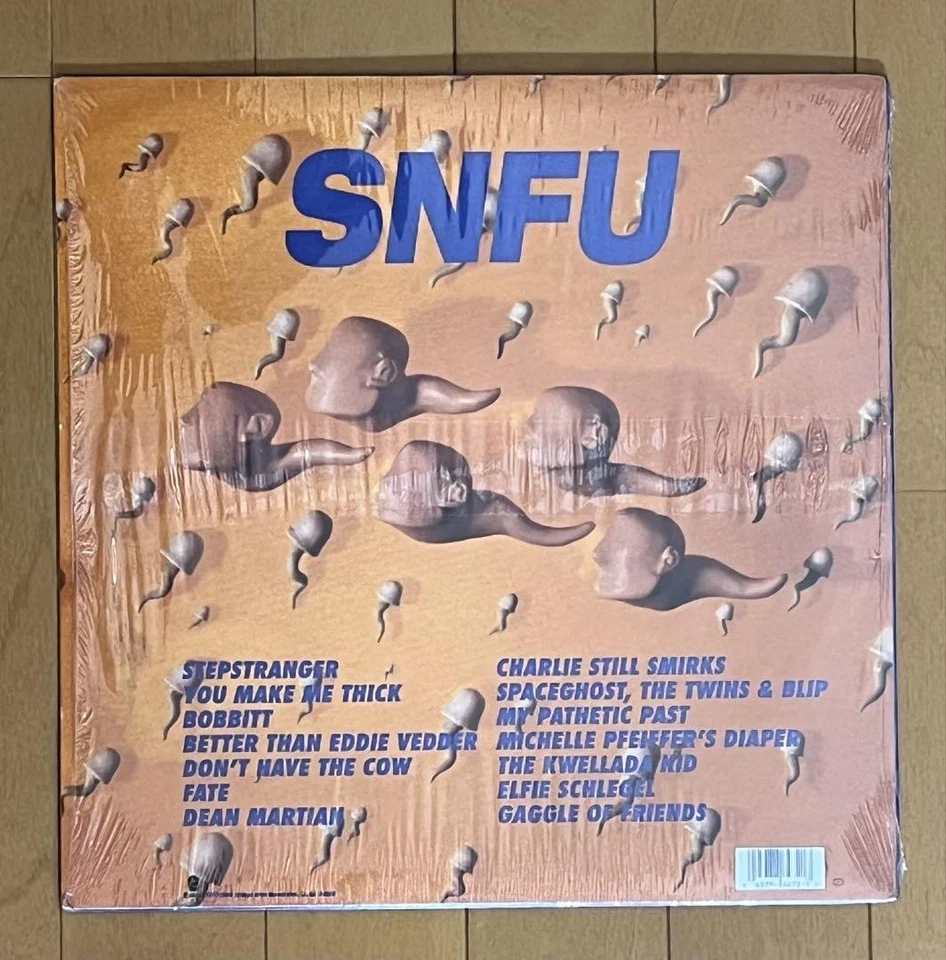 SNFU
STEPSTRANGER
YOU MAKE ME THICK
BOBBITT
BETTER THAN EDDIE VEDDER
DON'T HAVE THE COW
FATE
DEAN MARTIAN
CHARLIE STILL SMIRKS
SPACEGHOST, THE TWINS & BLIP
MY PATHETIC PAST
MICHELLE PFEIFFER'S DIAPER
THE KWELLADA KID
ELFIE SCHLEGEL
GAGGLE OF FRIENDS